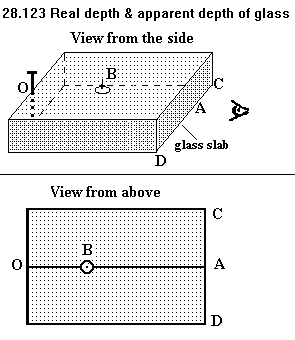 28.123 Real depth & apparent depth of glass
View from the side
B
O
C
A
glass slab
D
View from above
C
B
O
A
D